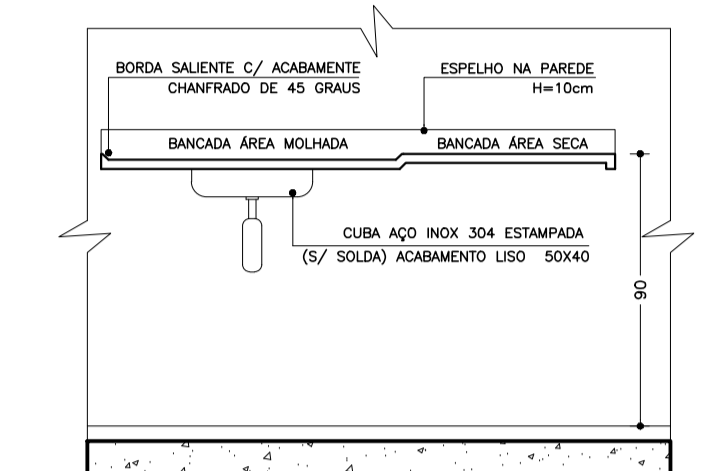 BORDA SALIENTE C/ ACABAMENTE
CHANFRADO DE 45 GRAUS
ESPELHO NA PAREDE
H=10cm
BANCADA ÁREA MOLHADA
BANCADA ÁREA SECA
CUBA AÇO INOX 304 ESTAMPADA
(S/ SOLDA) ACABAMENTO LISO 50X40
90